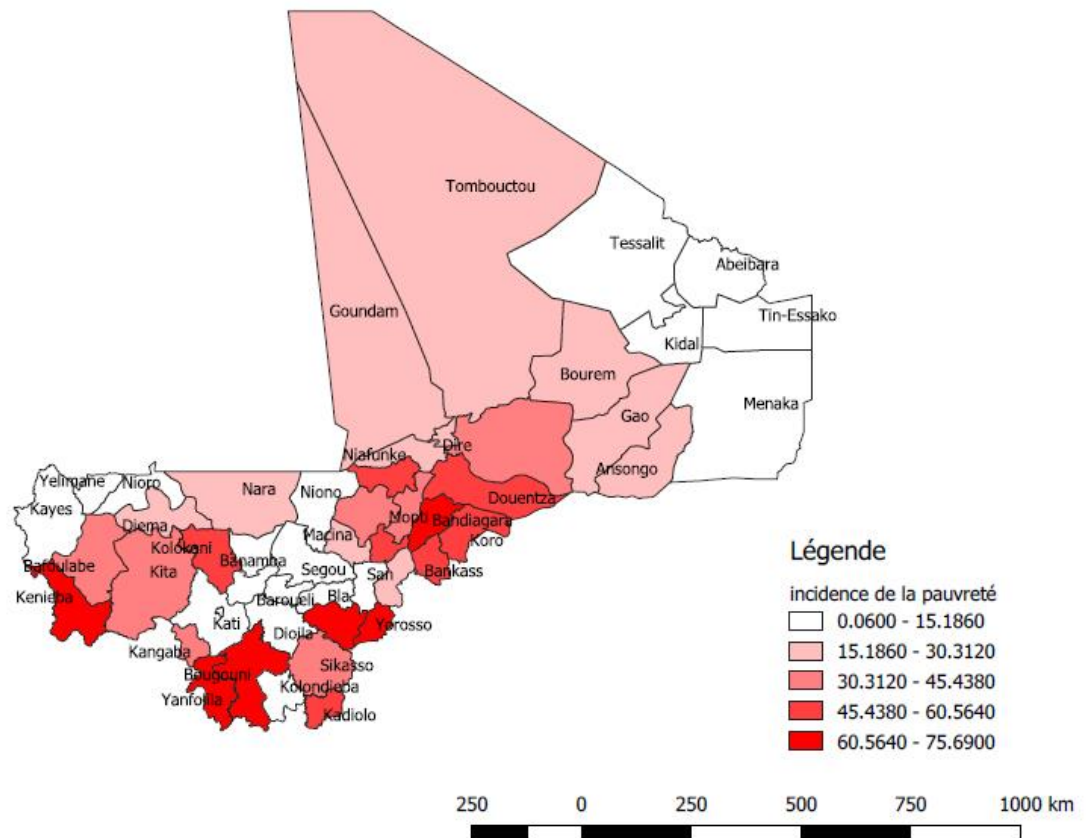 Tombouctou
Tessalit
Abeibara
Goundam
Tin-Essako
Kidal
Bourem
Menaka
Gao
Dire
Niafunke
Ansongo
Yelimane
Nioro
Nara
Niono
Douentza
Kayes
Diema
Mopti
Bandiagara
Macina
Koro
Kolokani
Banamba
Bafoulabe
Kita
Segou
San
Bankass
Kenieba
Baroueli
Bla
Kati
Dioila
Yorosso
Kangaba
Sikasso
Bougouni
Kolondieba
Yanfolila
Kadiolo
Légende
incidence de la pauvreté
0.0600 - 15.1860
15.1860 - 30.3120
30.3120 - 45.4380
45.4380 - 60.5640
60.5640 - 75.6900
250 0 250 500 750 1000 km